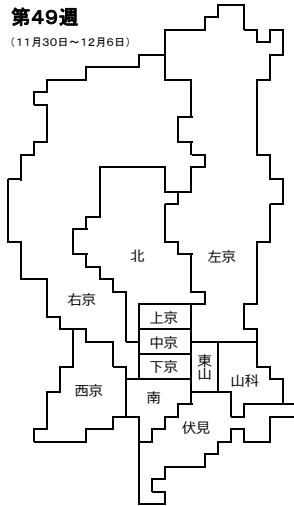 第49週
（11月30日～12月6日）
北
左京
右京
上京
中京
下京
東山
山科
西京
南
伏見